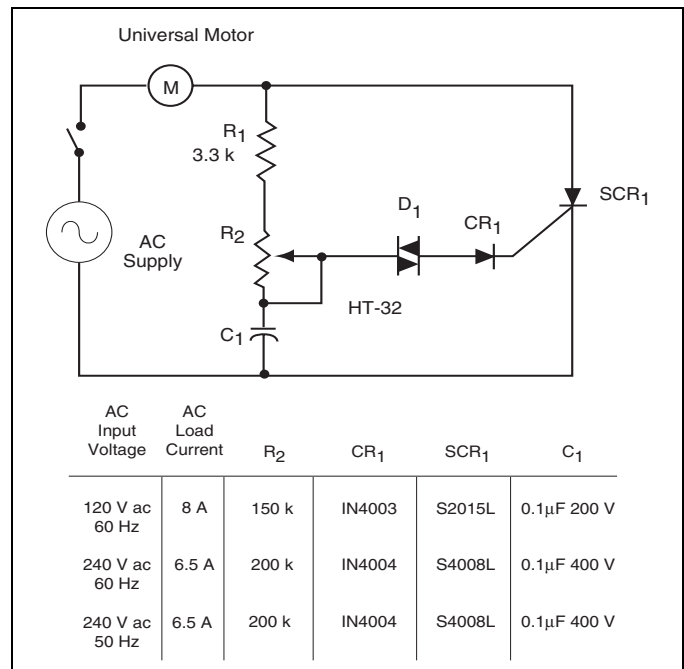 Universal Motor
M
R1
3.3 k
SCR1
D1
CR1
R2
AC
Supply
HT-32
C1
AC
Input
Voltage
AC
Load
Current
R2
CR1
SCR1
C1
120 V ac
60 Hz
8 A
150 k
IN4003
S2015L
0.1μF 200 V
240 V ac
60 Hz
6.5 A
200 k
IN4004
S4008L
0.1μF 400 V
240 V ac
50 Hz
6.5 A
200 k
IN4004
S4008L
0.1μF 400 V